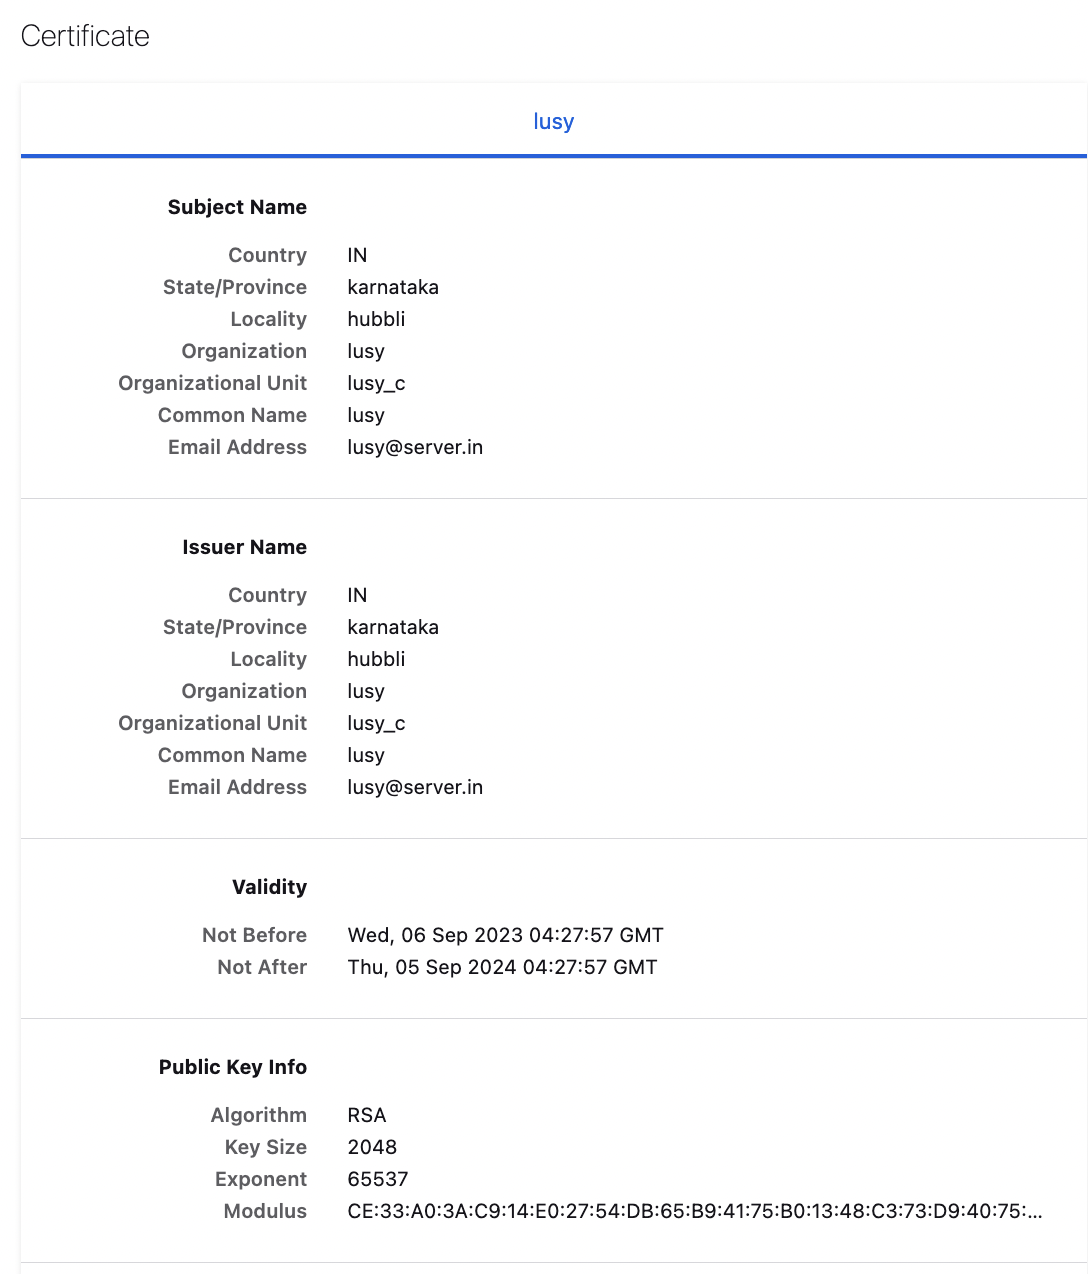 Certificate
lusy
Subject Name
Country IN
State/Province karnataka
Locality hubbli
Organization lusy
Organizational Unit lusy_c
Common Name lusy
Email Address lusy@server.in
Issuer Name
Country IN
State/Province karnataka
Locality hubbli
Organization lusy
Organizational Unit lusy_c
Common Name lusy
Email Address lusy@server.in
Validity
Not Before Wed, 06 Sep 2023 04:27:57 GMT
Not After Thu, 05 Sep 2024 04:27:57 GMT
Public Key Info
Algorithm RSA
Key Size 2048
Exponent 65537
Modulus CE:33:A0:3A:C9:14:E0:27:54:DB:65:B9:41:75:B0:13:48:C3:73:D9:40:75:...